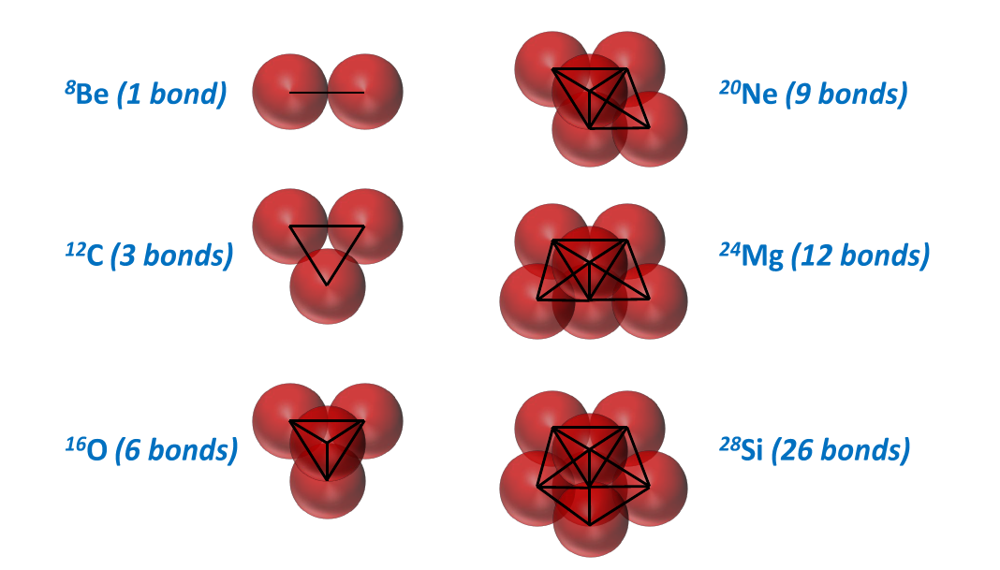 ⁸Be (1 bond)
¹²C (3 bonds)
¹⁶O (6 bonds)
²⁰Ne (9 bonds)
²⁴Mg (12 bonds)
²⁸Si (26 bonds)